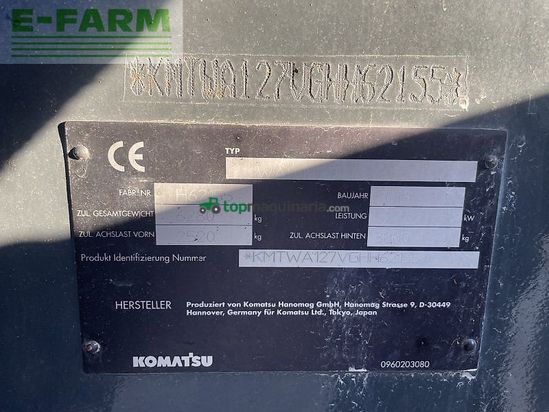 E-FARM
*KMTWA127VGHH62155*
CE
TYP
FABR. NR
BAUJAHR
ZUL. GESAMTGEWICHT kg
LEISTUNG kW
topmaquinaria.com
ZUL. ACHSLAST VORN 2520 kg
ZUL. ACHSLAST HINTEN kg
Produkt Identifizierung Nummer *KMTWA127VGHH62155
HERSTELLER
Produziert von Komatsu Hanomag GmbH, Hanomag Strasse 9, D-30449
Hannover, Germany für Komatsu Ltd., Tokyo, Japan
KOMATSU
0960203080